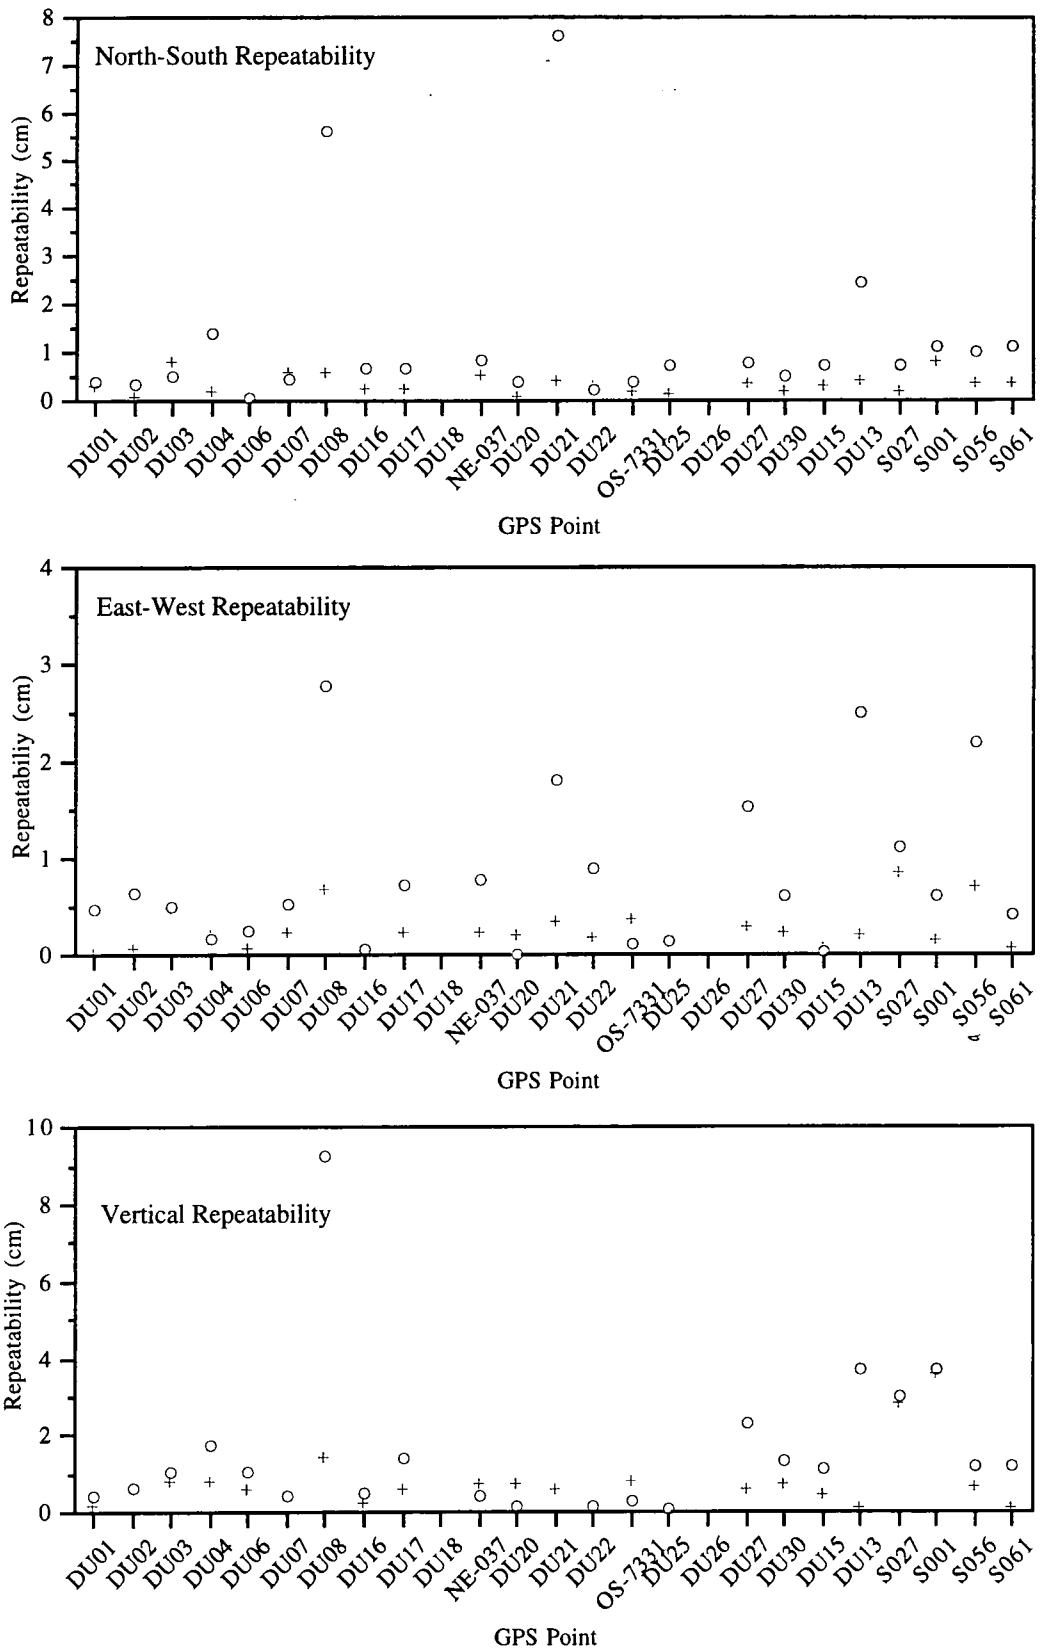 North-South Repeatability
Repeatability (cm)
8
7
6
5
4
3
2
1
0
DU01 DU02 DU03 DU04 DU06 DU07 DU08 DU16 DU17 DU18 NE-037 DU20 DU21 DU22 OS-7331 DU25 DU26 DU27 DU30 DU15 DU13 S027 S001 S056 S061
GPS Point
East-West Repeatability
Repeatabiliy (cm)
4
3
2
1
0
DU01 DU02 DU03 DU04 DU06 DU07 DU08 DU16 DU17 DU18 NE-037 DU20 DU21 DU22 OS-7331 DU25 DU26 DU27 DU30 DU15 DU13 S027 S001 S056 S061
GPS Point
Vertical Repeatability
Repeatability (cm)
10
8
6
4
2
0
DU01 DU02 DU03 DU04 DU06 DU07 DU08 DU16 DU17 DU18 NE-037 DU20 DU21 DU22 OS-7331 DU25 DU26 DU27 DU30 DU15 DU13 S027 S001 S056 S061
GPS Point